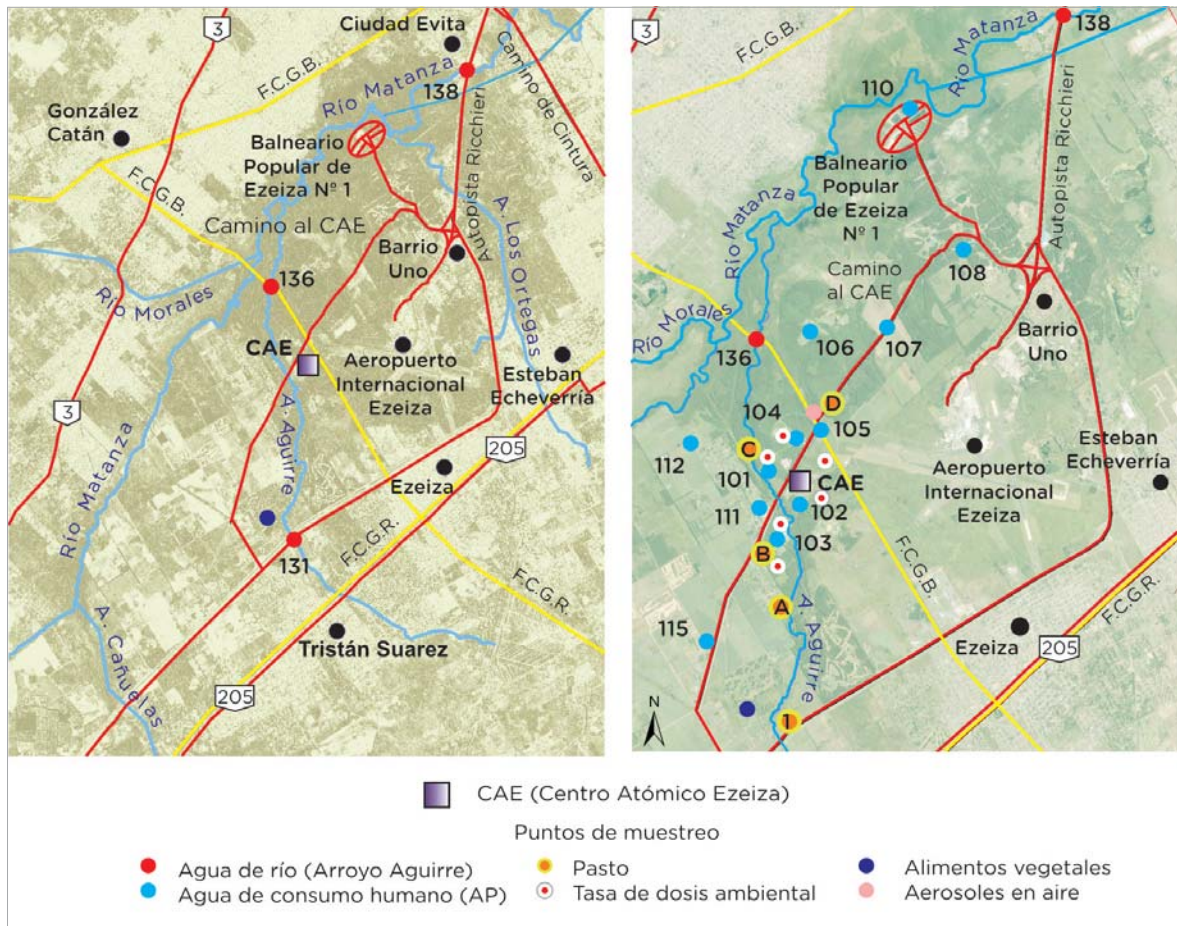 3
Ciudad Evita
F.C.G.B.
Río Matanza
138
Camino de Cintura
González
Catán
Balneario
Popular de
Ezeiza Nº 1
Autopista Ricchieri
F.C.G.B.
Camino al CAE
A. Los Ortegas
Barrio
Uno
136
Río Morales
CAE
Aeropuerto
Internacional
Ezeiza
Esteban
Echeverría
3
A. Aguirre
205
Río Matanza
Ezeiza
131
F.C.G.R.
F.C.G.R.
Tristán Suarez
A. Cañuelas
205
3
F.C.G.B.
Río Matanza
138
110
Balneario
Popular
de Ezeiza
Nº 1
Autopista Ricchieri
Río Matanza
108
Camino
al CAE
Barrio
Uno
Río Morales
136
106
107
D
104
105
C
112
101
CAE
Aeropuerto
Internacional
Ezeiza
Esteban
Echeverría
111
102
103
B
F.C.G.B.
A
A. Aguirre
115
Ezeiza
F.C.G.R.
205
1
N
CAE (Centro Atómico Ezeiza)
Puntos de muestreo
Agua de río (Arroyo Aguirre)
Pasto
Alimentos vegetales
Agua de consumo humano (AP)
Tasa de dosis ambiental
Aerosoles en aire